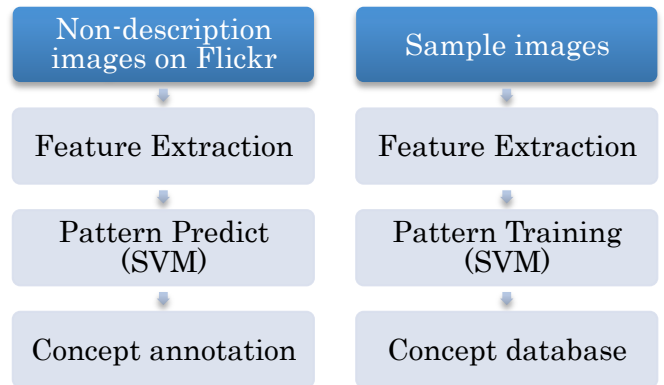 Non-description
images on Flickr
Feature Extraction
Pattern Predict
(SVM)
Concept annotation
Sample images
Feature Extraction
Pattern Training
(SVM)
Concept database